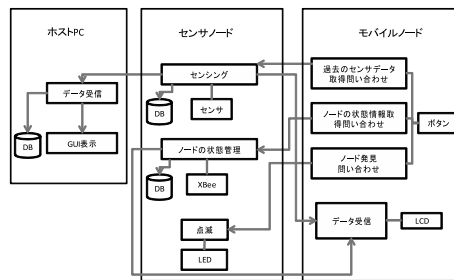 ホストPC
データ受信
DB
GUI表示
センサノード
センシング
DB
センサ
ノードの状態管理
DB
XBee
点滅
LED
モバイルノード
過去のセンサデータ
取得問い合わせ
ノードの状態情報取
得問い合わせ
ボタン
ノード発見
問い合わせ
データ受信
LCD